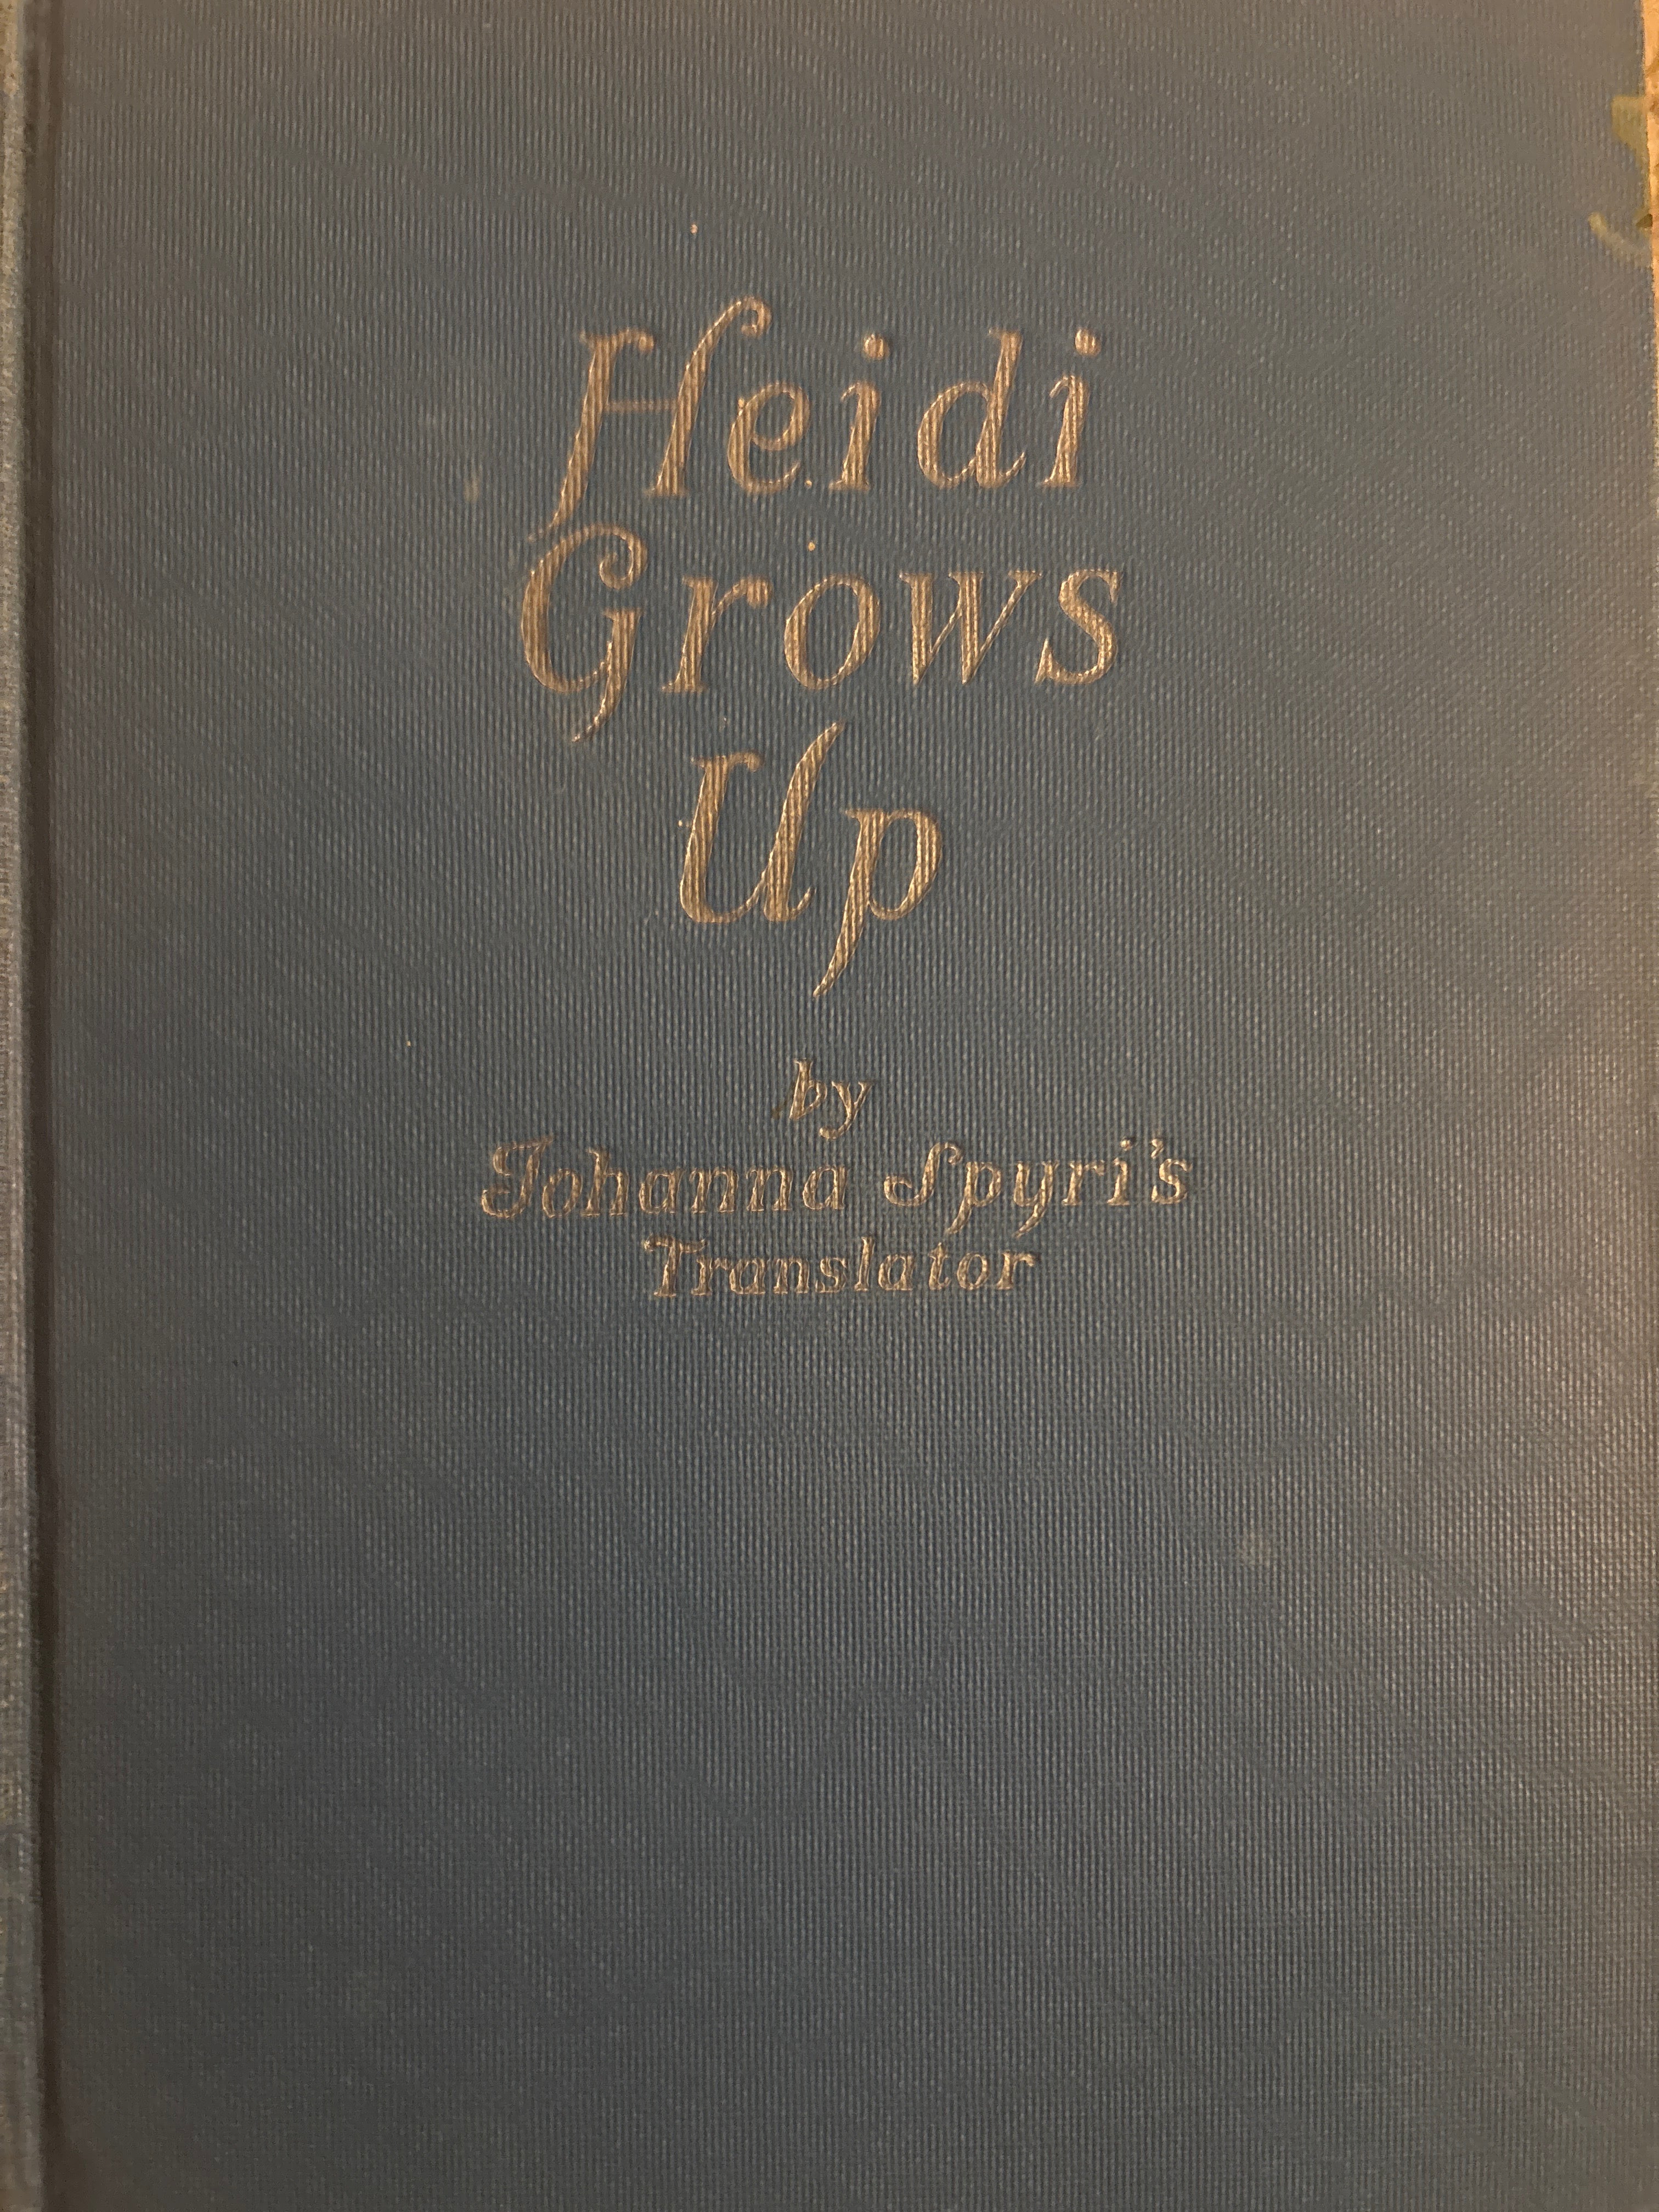 Heidi
Grows
Up
by
Johanna Spyri's
Translator